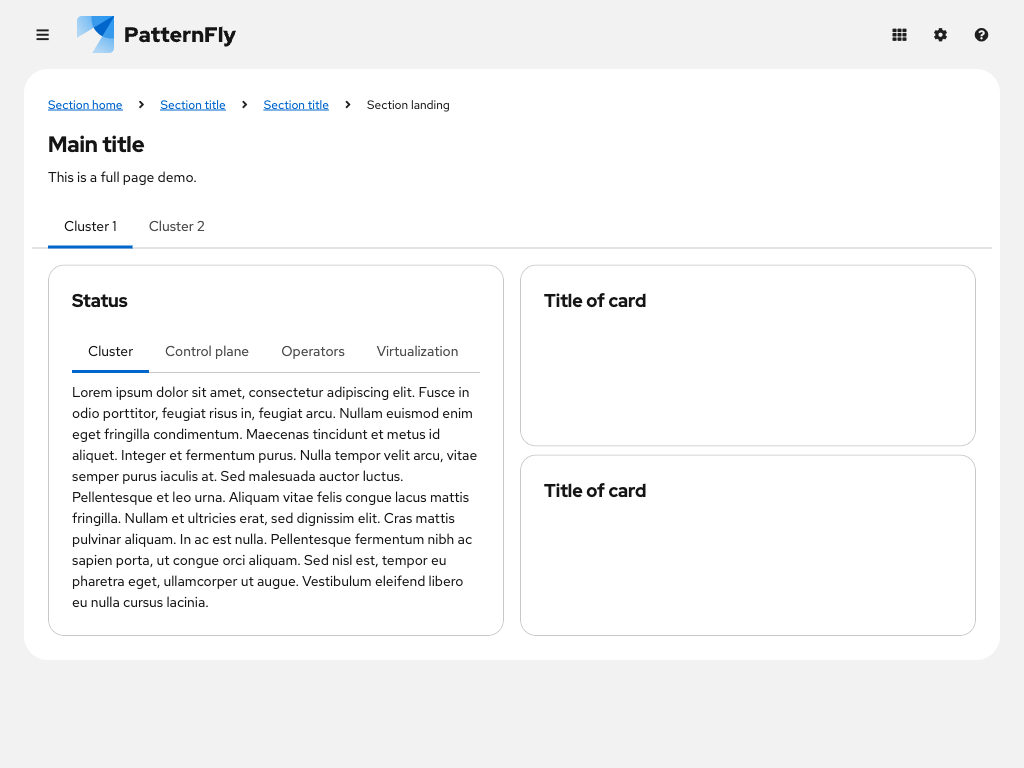 PatternFly
Section home
Section title
Section title
Section landing
Main title
This is a full page demo.
Cluster 1
Cluster 2
Status
Cluster
Control plane
Operators
Virtualization
Lorem ipsum dolor sit amet, consectetur adipiscing elit. Fusce in
odio porttitor, feugiat risus in, feugiat arcu. Nullam euismod enim
eget fringilla condimentum. Maecenas tincidunt et metus id
aliquet. Integer et fermentum purus. Nulla tempor velit arcu, vitae
semper purus iaculis at. Sed malesuada auctor luctus.
Pellentesque et leo urna. Aliquam vitae felis congue lacus mattis
fringilla. Nullam et ultricies erat, sed dignissim elit. Cras mattis
pulvinar aliquam. In ac est nulla. Pellentesque fermentum nibh ac
sapien porta, ut congue orci aliquam. Sed nisl est, tempor eu
pharetra eget, ullamcorper ut augue. Vestibulum eleifend libero
eu nulla cursus lacinia.
Title of card
Title of card